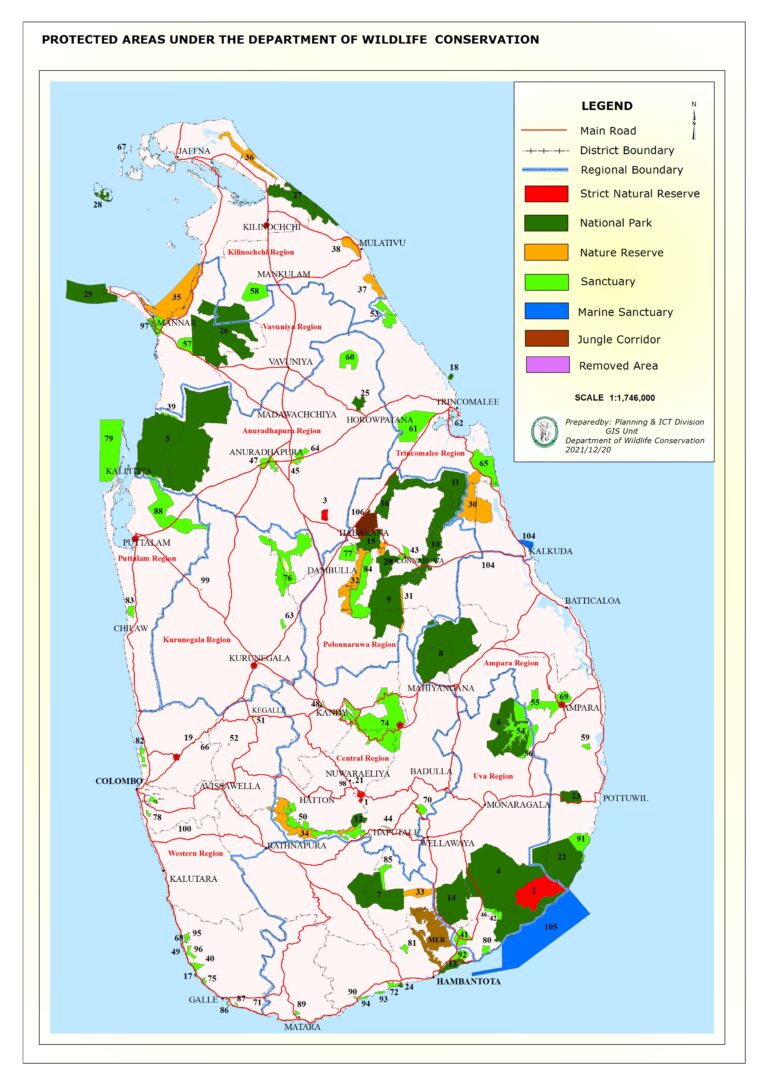 PROTECTED AREAS UNDER THE DEPARTMENT OF WILDLIFE CONSERVATION
LEGEND
N
Main Road
District Boundary
Regional Boundary
Strict Natural Reserve
National Park
Nature Reserve
Sanctuary
Marine Sanctuary
Jungle Corridor
Removed Area
SCALE 1:1,746,000
Preparedby: Planning & ICT Division
GIS Unit
Department of Wildlife Conservation
2021/12/20
67
JAFFNA
36
28
27
KILINOCHCHI
38
MULATIVU
Kilinochchi Region
MANKULAM
29
35
58
37
97
MANNAR
26
Vavuniya Region
53
57
60
VAVUNIYA
18
25
39
TRINCOMALEE
MADAWACHCHIYA
HOROWPATANA
62
79
5
Anuradhapura Region
61
64
ANURADHAPURA
Trincomalee Region
47
45
65
KALPITIYA
11
88
3
16
30
106
HABARANA
104
PUTTALAM
15
10
KALKUDA
Puttalam Region
77
43
DAMBULLA
84
20
POLONNARUWA
104
99
76
32
83
9
31
BATTICALOA
63
CHILAW
Kurunegala Region
Polonnaruwa Region
8
KURUNEGALA
Ampara Region
MAHIYANGANA
48
KEGALLE
KANDY
55
69
51
74
6
AMPARA
82
19
52
54
59
66
56
Central Region
NUWARAELIYA
BADULLA
Uva Region
COLOMBO
98
21
AVISSAWELLA
HATTON
1
70
23
POTTUWIL
MONARAGALA
78
50
12
44
100
34
CHAPUTALE
RATHNAPURA
WELLAWAYA
91
Western Region
85
22
KALUTARA
4
7
33
14
2
46
42
105
95
MER
41
68
81
80
49
96
92
40
13
17
75
HAMBANTOTA
24
72
90
93
GALLE
87
71
94
86
89
MATARA